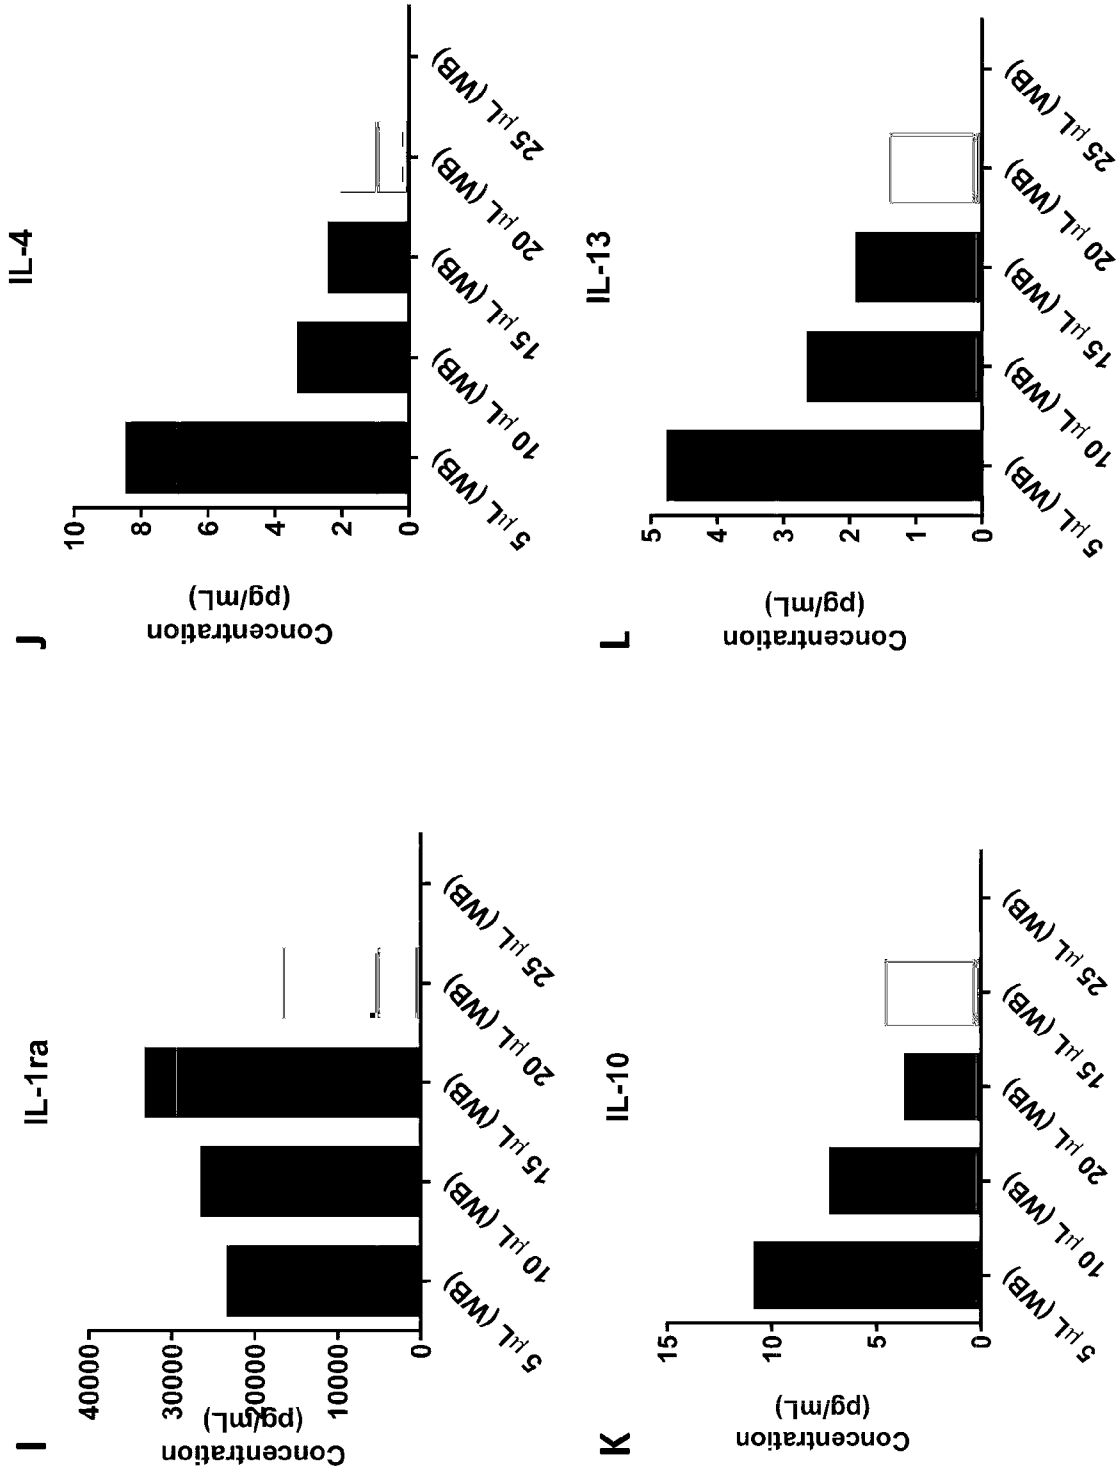 I
IL-1ra
Concentration
(pg/mL)
40000
30000
20000
10000
0
5 µL (WB)
10 µL (WB)
15 µL (WB)
20 µL (WB)
25 µL (WB)
J
IL-4
Concentration
(pg/mL)
10
8
6
4
2
0
5 µL (WB)
10 µL (WB)
15 µL (WB)
20 µL (WB)
25 µL (WB)
K
IL-10
Concentration
(pg/mL)
15
10
5
0
5 µL (WB)
10 µL (WB)
20 µL (WB)
15 µL (WB)
25 µL (WB)
L
IL-13
Concentration
(pg/mL)
5
4
3
2
1
0
5 µL (WB)
10 µL (WB)
15 µL (WB)
20 µL (WB)
25 µL (WB)